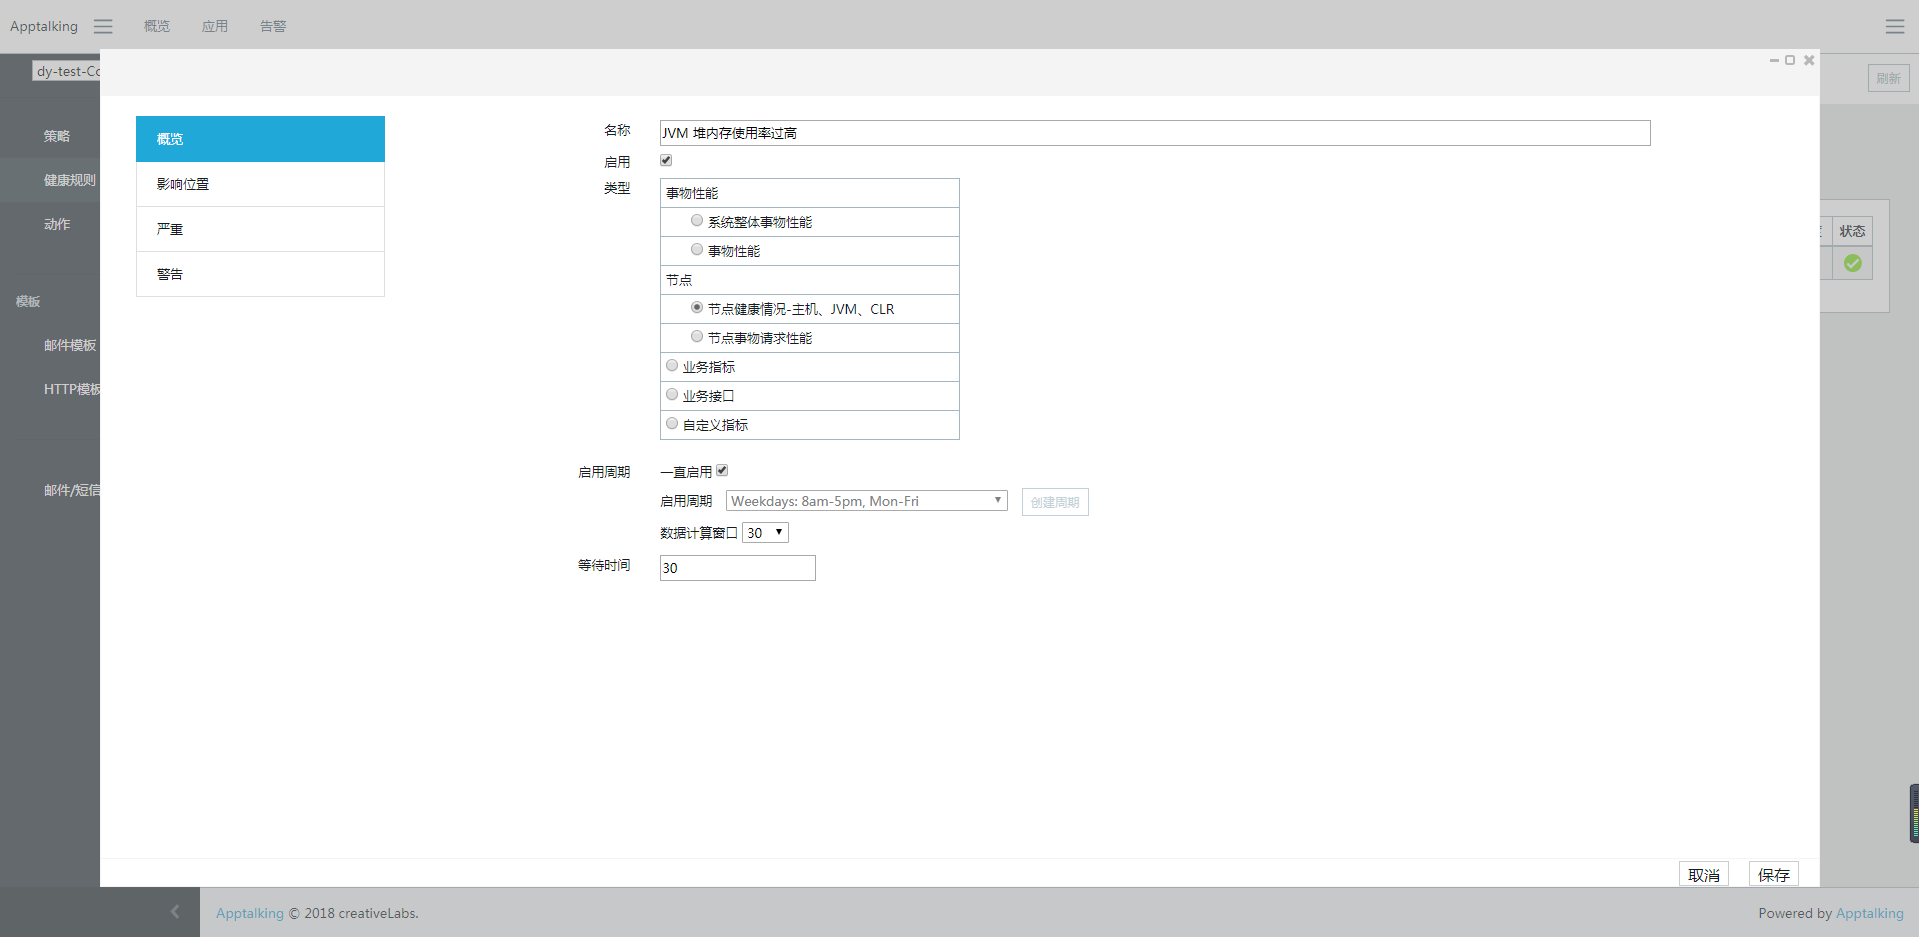 Apptalking 概览 应用 告警
dy-test-Co
刷新
策略
健康规则
动作
模板
邮件模板
HTTP模板
邮件/短信
概览
影响位置
严重
警告
名称 JVM 堆内存使用率过高
启用
类型
事物性能
系统整体事物性能
事物性能
节点
节点健康情况-主机、JVM、CLR
节点事物请求性能
业务指标
业务接口
自定义指标
启用周期 一直启用
启用周期 Weekdays: 8am-5pm, Mon-Fri 创建周期
数据计算窗口 30
等待时间 30
状态
取消 保存
Apptalking © 2018 creativeLabs. Powered by Apptalking